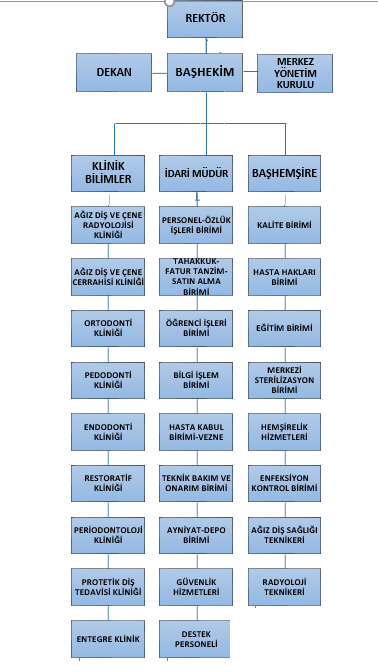 REKTÖR
DEKAN
BAŞHEKİM
MERKEZ
YÖNETİM
KURULU
KLİNİK
BİLİMLER
İDARİ MÜDÜR
BAŞHEMŞİRE
AĞIZ DİŞ VE ÇENE
RADYOLOJİSİ
KLİNİĞİ
PERSONEL-ÖZLÜK
İŞLERİ BİRİMİ
KALİTE BİRİMİ
AĞIZ DİŞ VE ÇENE
CERRAHİSİ KLİNİĞİ
TAHAKKUK-
FATUR TANZİM-
SATIN ALMA
BİRİMİ
HASTA HAKLARI
BİRİMİ
ORTODONTİ
KLİNİĞİ
ÖĞRENCİ İŞLERİ
BİRİMİ
EĞİTİM BİRİMİ
PEDODONTİ
KLİNİĞİ
BİLGİ İŞLEM
BİRİMİ
MERKEZİ
STERİLİZASYON
BİRİMİ
ENDODONTİ
KLİNİĞİ
HASTA KABUL
BİRİMİ-VEZNE
HEMŞİRELİK
HİZMETLERİ
RESTORATİF
KLİNİĞİ
TEKNİK BAKIM VE
ONARIM BİRİMİ
ENFEKSİYON
KONTROL BİRİMİ
PERİODONTOLOJİ
KLİNİĞİ
AYNİYAT-DEPO
BİRİMİ
AĞIZ DİŞ SAĞLIĞI
TEKNİKERİ
PROTETİK DİŞ
TEDAVİSİ KLİNİĞİ
GÜVENLİK
HİZMETLERİ
RADYOLOJİ
TEKNİKERİ
ENTEGRE KLİNİK
DESTEK
PERSONELİ